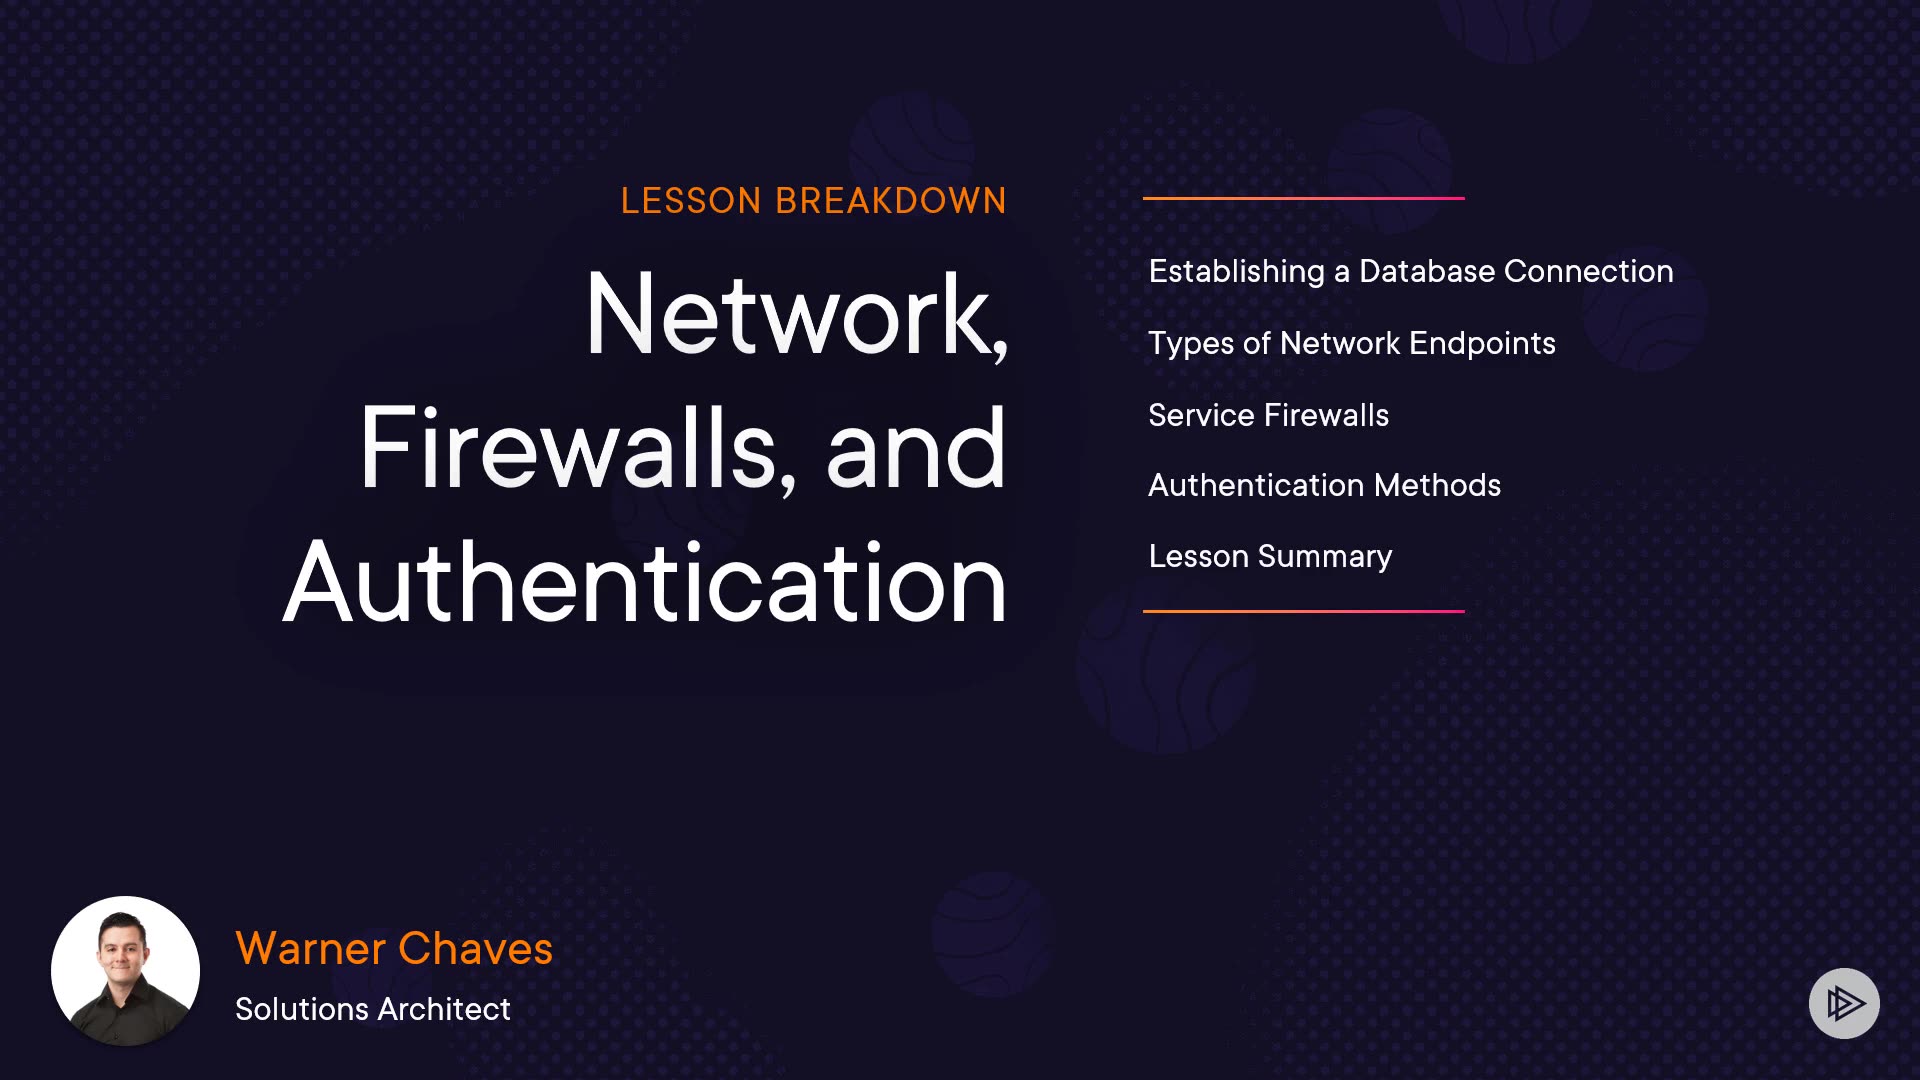 LESSON BREAKDOWN
Network,
Firewalls, and
Authentication
Establishing a Database Connection
Types of Network Endpoints
Service Firewalls
Authentication Methods
Lesson Summary
Warner Chaves
Solutions Architect